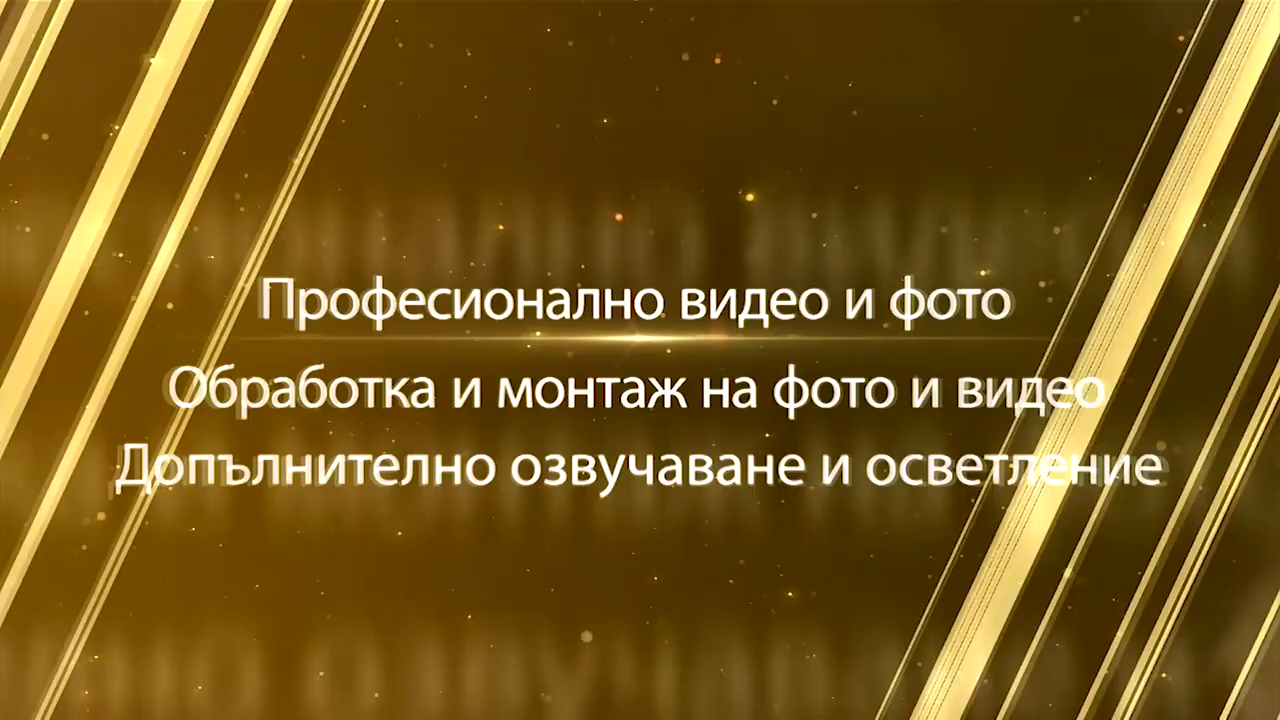 Професионално видео и фото
Обработка и монтаж на фото и видео
Допълнително озвучаване и осветление